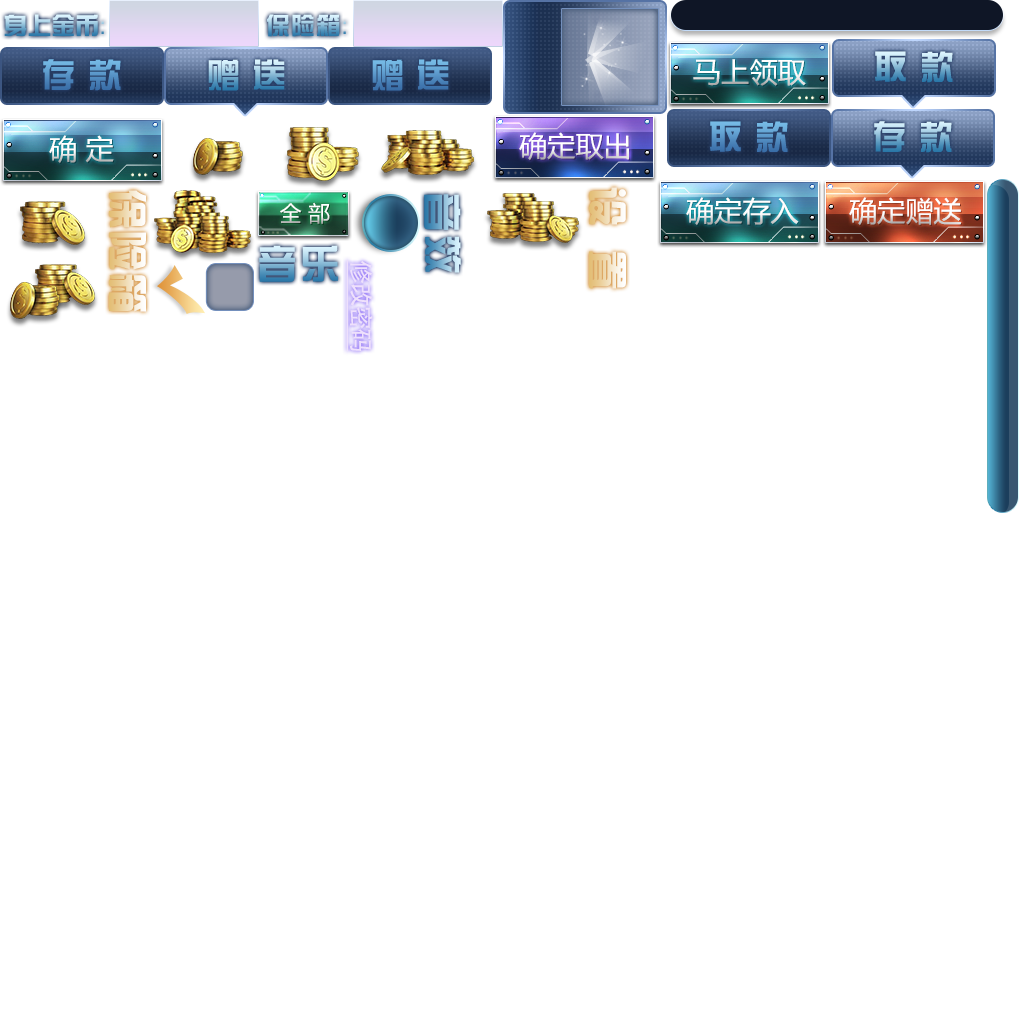 身上金币:
保险箱:
存款
赠送
赠送
马上领取
取款
取款
存款
确定
确定取出
保险箱
全部
音效
设置
确定存入
确定赠送
音乐
修改密码